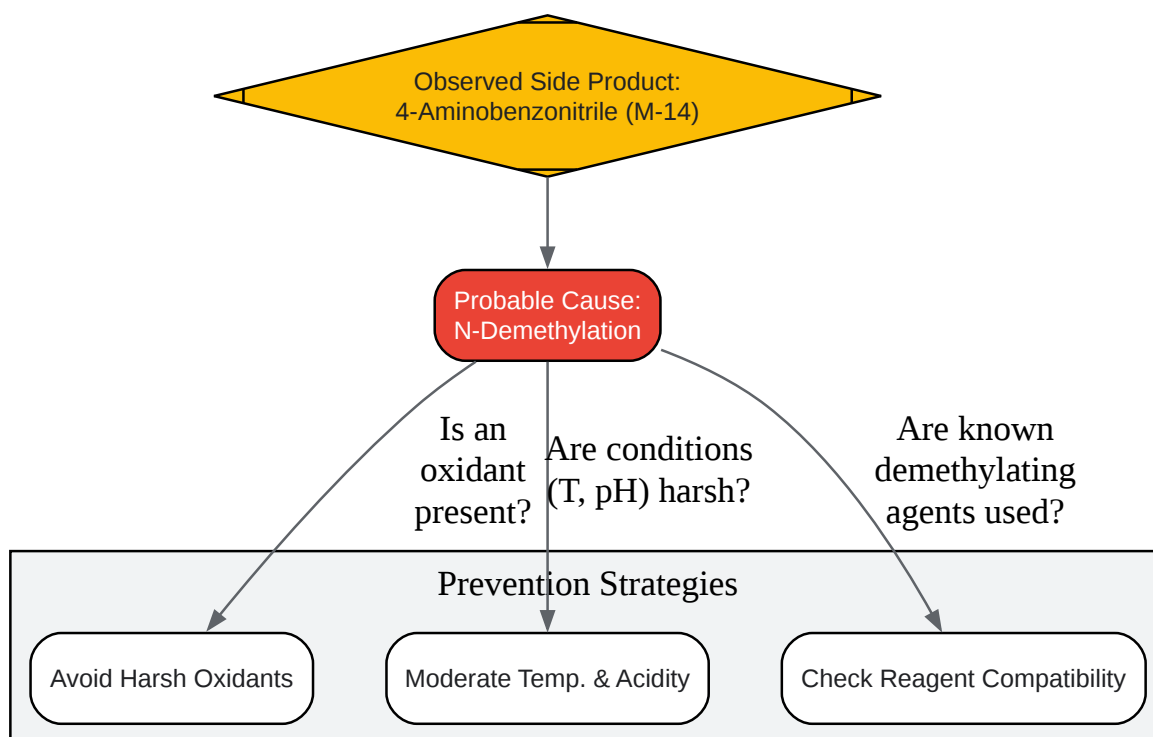 Observed Side Product:
4-Aminobenzonitrile (M-14)
Probable Cause:
N-Demethylation
Is an
oxidant
present?
Are conditions
(T, pH) harsh?
Are known
demethylating
agents used?
Prevention Strategies
Avoid Harsh Oxidants
Moderate Temp. & Acidity
Check Reagent Compatibility